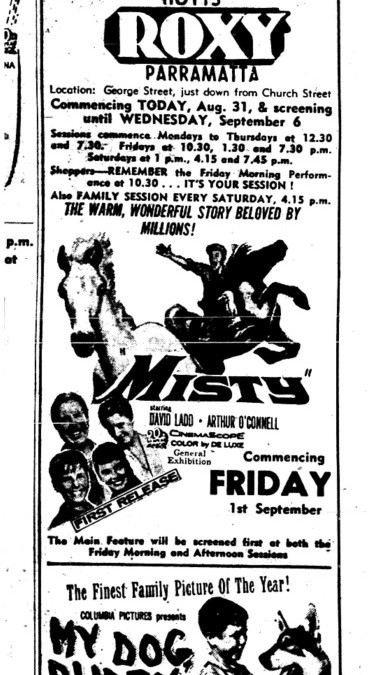 HOYTS
ROXY
PARRAMATTA
Location: George Street, just down from Church Street
Commencing TODAY, Aug. 31, & screening
until WEDNESDAY, September 6
Sessions commence Mondays to Thursdays at 12.30
and 7.30. Fridays at 10.30, 1.30 and 7.30 p.m.
Saturdays at 1 p.m., 4.15 and 7.45 p.m.
Shoppers—REMEMBER the Friday Morning Perform-
ance at 10.30 . . . IT'S YOUR SESSION !
Also FAMILY SESSION EVERY SATURDAY, 4.15 p.m.
THE WARM, WONDERFUL STORY BELOVED BY
MILLIONS!
p.m.
at
"MISTY"
starring
DAVID LADD • ARTHUR O'CONNELL
CINEMASCOPE
COLOR by DE LUXE
General
Exhibition
FIRST RELEASE
Commencing
FRIDAY
1st September
The Main Feature will be screened first at both the
Friday Morning and Afternoon Sessions
The Finest Family Picture Of The Year!
COLUMBIA PICTURES presents
MY DOG
BUDDY